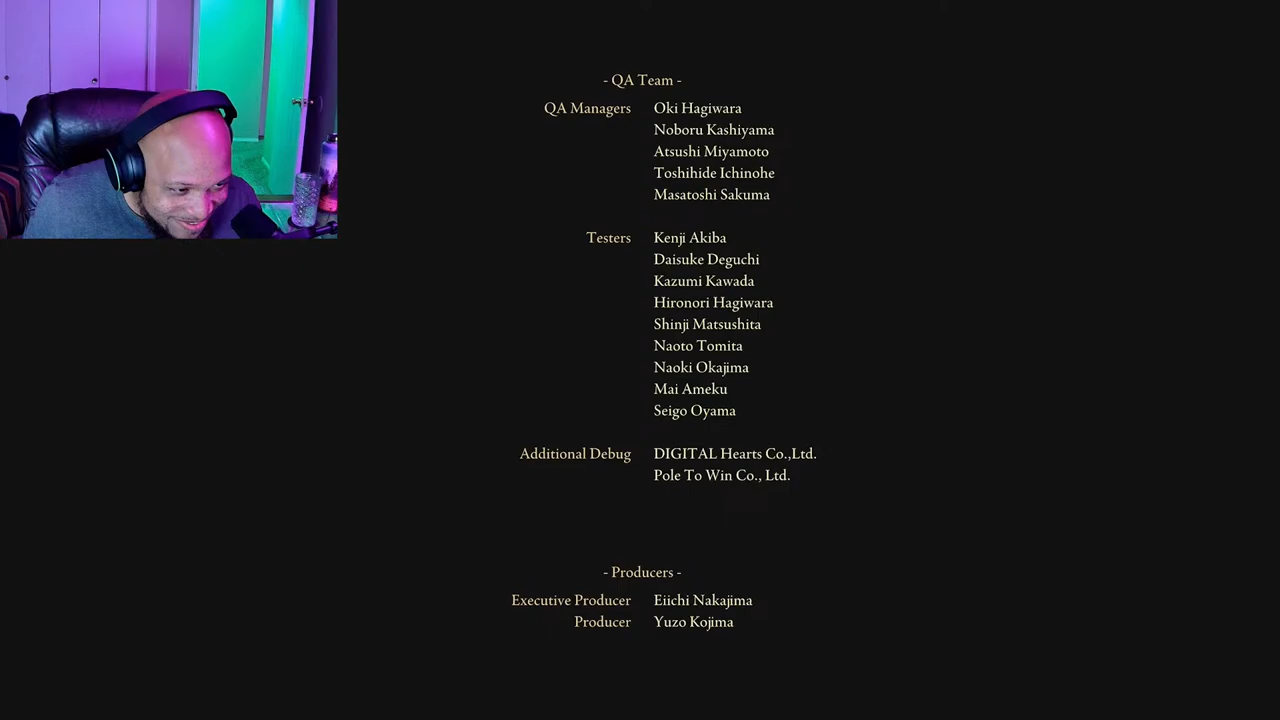 - QA Team -
QA Managers Oki Hagiwara
Noboru Kashiyama
Atsushi Miyamoto
Toshihide Ichinohe
Masatoshi Sakuma
Testers Kenji Akiba
Daisuke Deguchi
Kazumi Kawada
Hironori Hagiwara
Shinji Matsushita
Naoto Tomita
Naoki Okajima
Mai Ameku
Seigo Oyama
Additional Debug DIGITAL Hearts Co.,Ltd.
Pole To Win Co., Ltd.
- Producers -
Executive Producer Eiichi Nakajima
Producer Yuzo Kojima